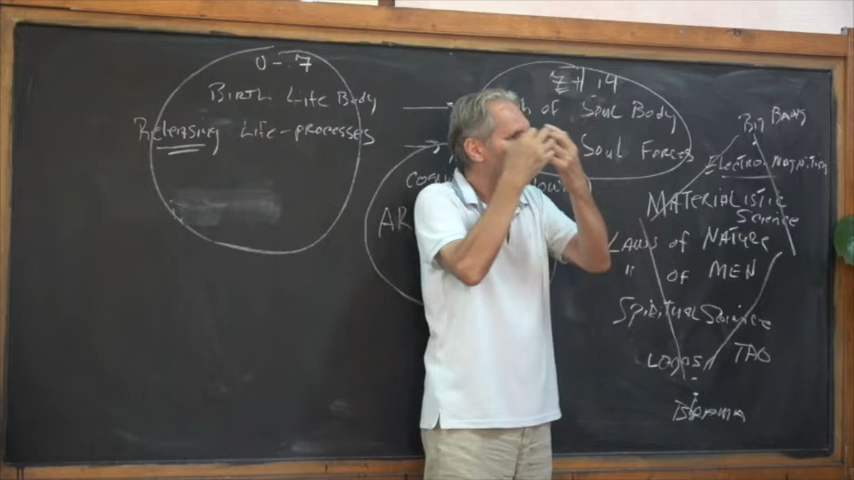 0 - 7
BIRTH LIFE BODY
RELEASING LIFE-PROCESSES
7 - 14
h of SOUL BODY
SOUL FORCES
AR
BIG BANG
ELECTRO MAGNETISM
MATERIALISTIC
SCIENCE
LAWS of NATURE
" of MEN
SPIRITUAL SCIENCE
LOGOS
TAO